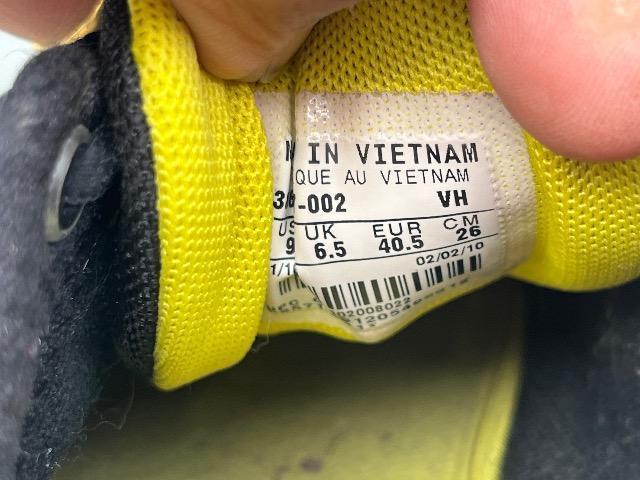 IN VIETNAM
QUE AU VIETNAM
-002 VH
US UK EUR CM
9 6.5 40.5 26
02/02/10